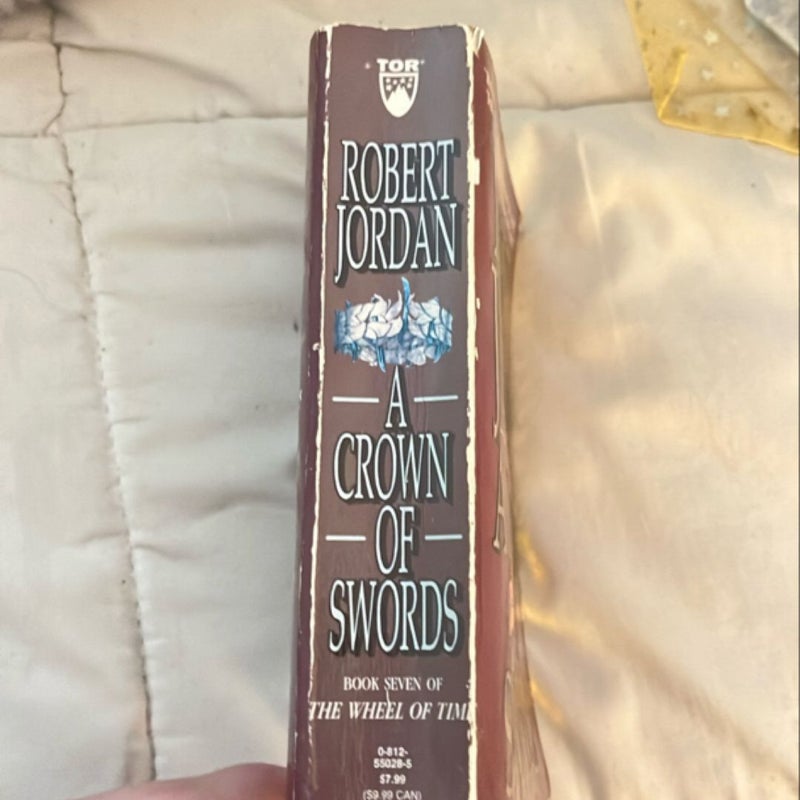 TOR
ROBERT
JORDAN
A
CROWN
OF
SWORDS
BOOK SEVEN OF
THE WHEEL OF TIME
0-812-
55028-5
$7.99
($9.99 CAN)